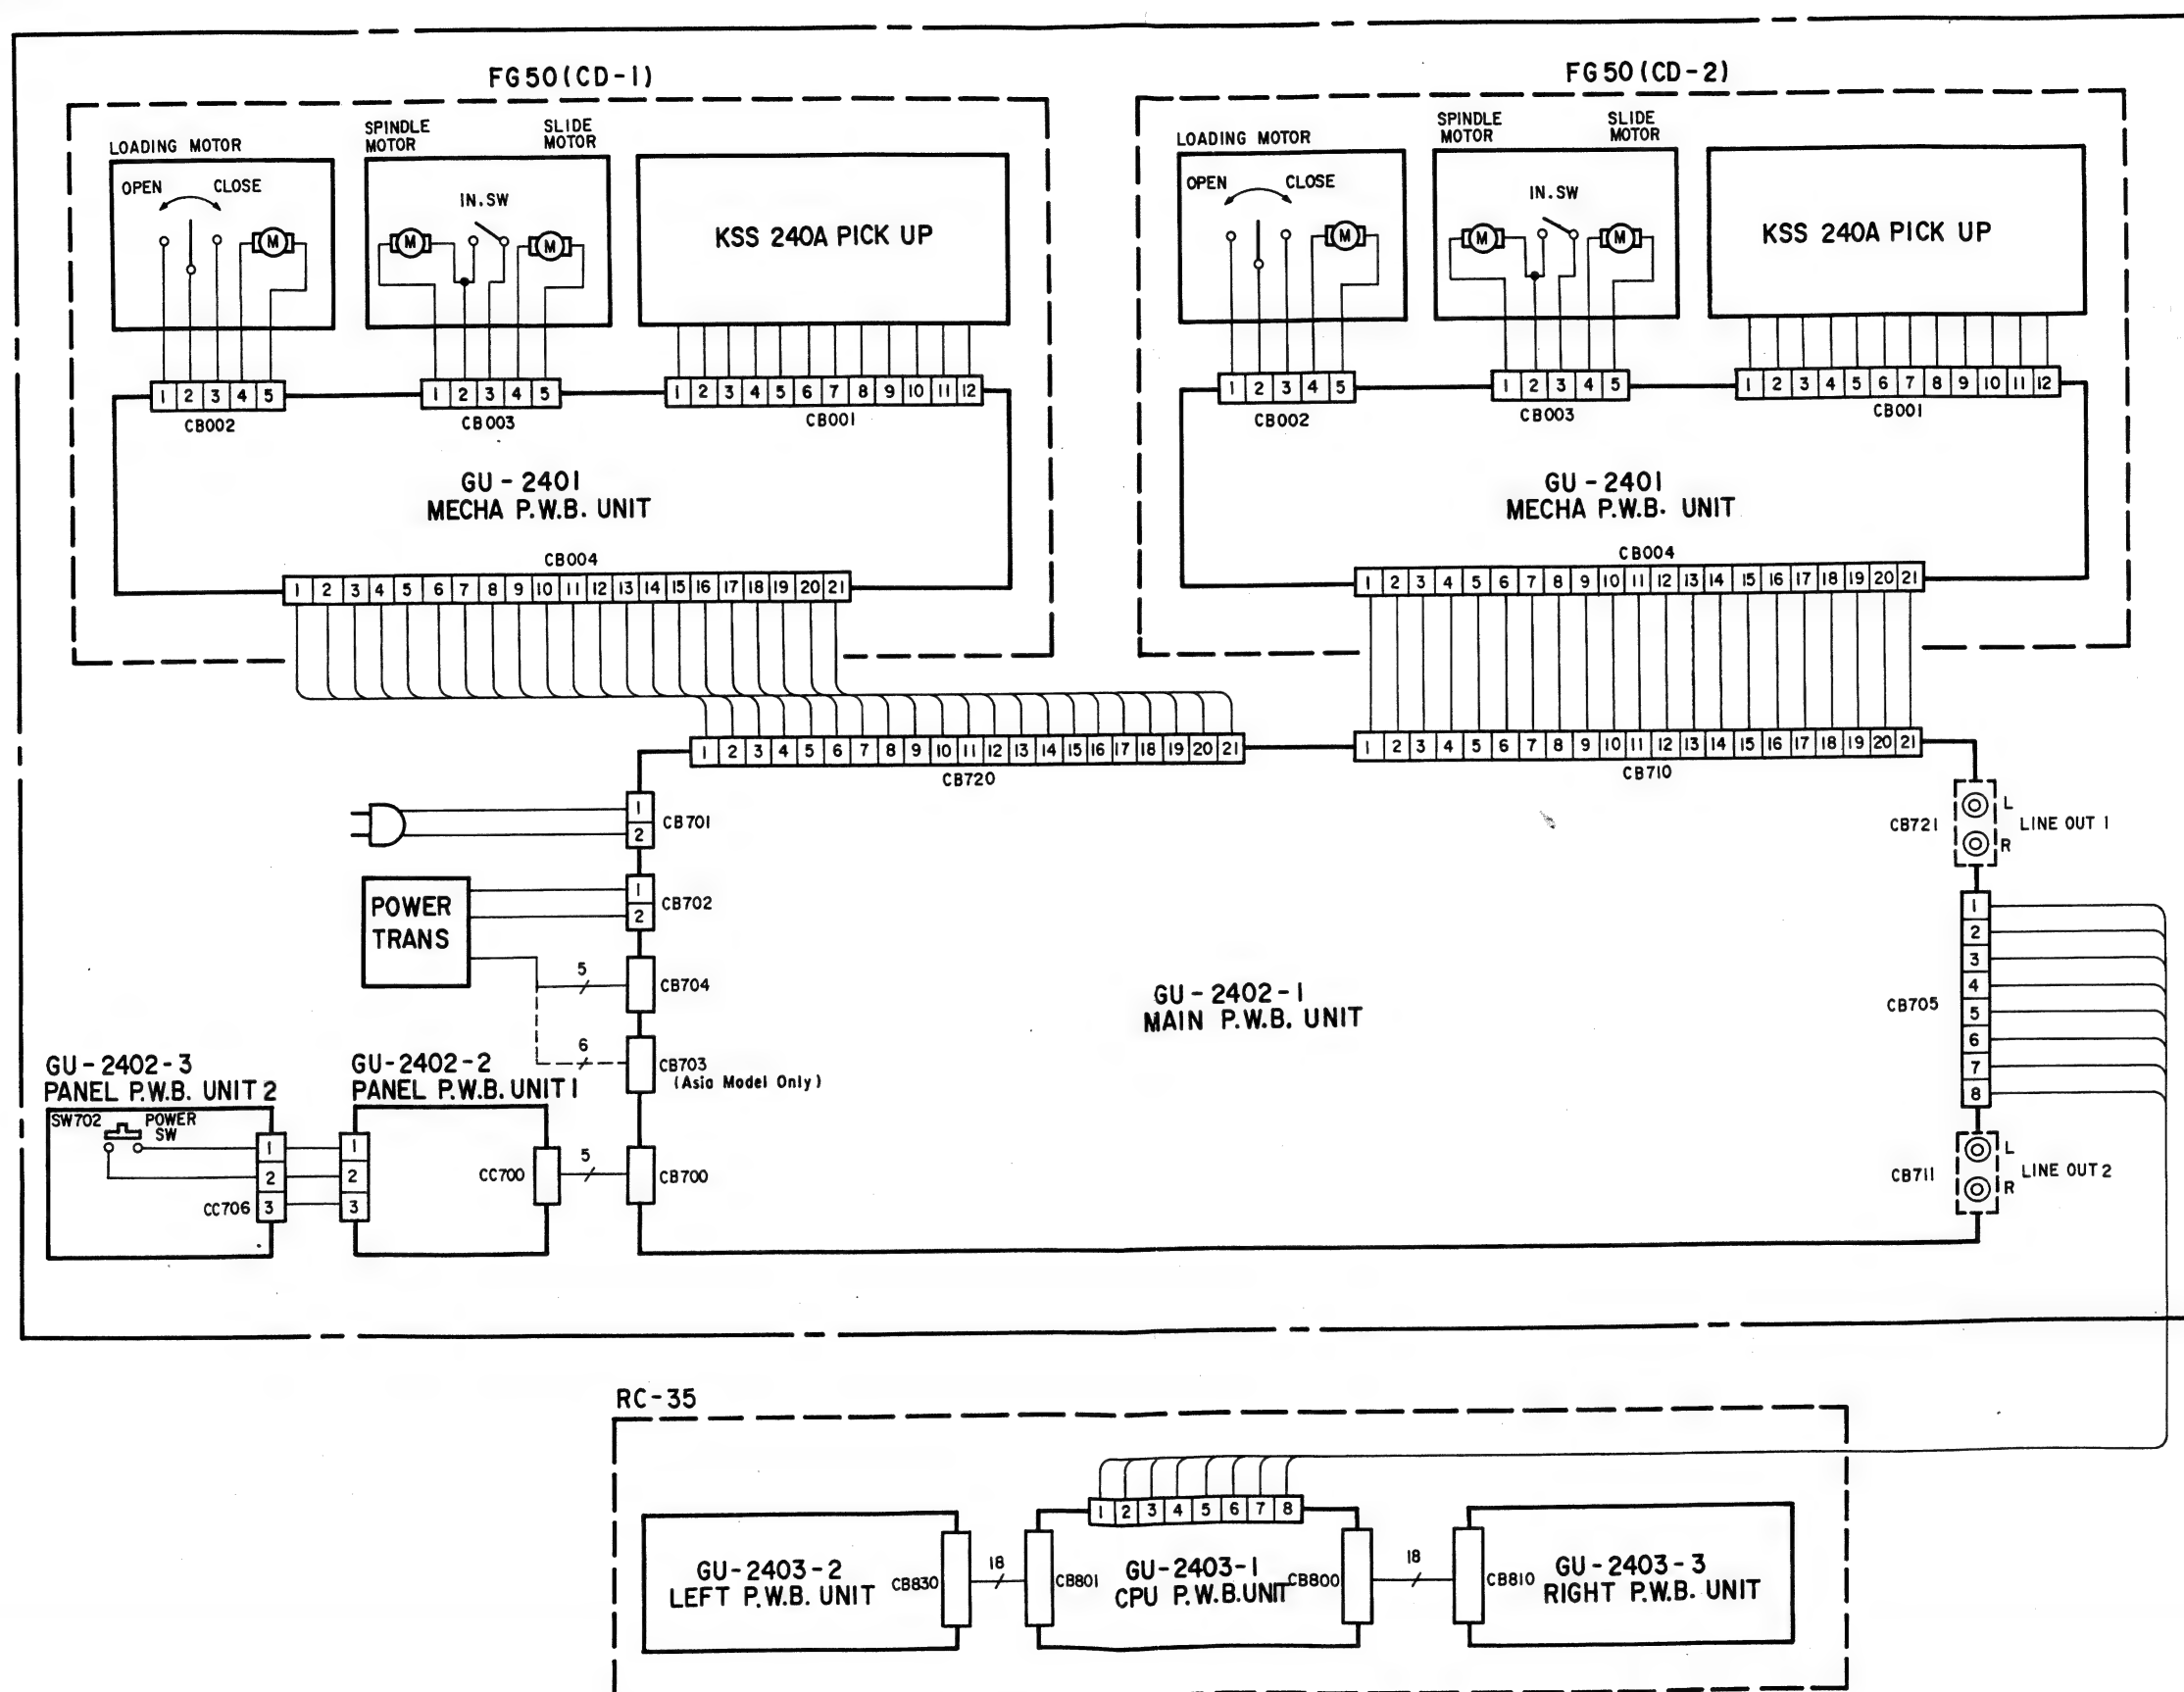 FG50(CD-1)
FG50(CD-2)
LOADING MOTOR
SPINDLE
MOTOR
SLIDE
MOTOR
OPEN CLOSE
IN.SW
M
M
M
KSS 240A PICK UP
LOADING MOTOR
SPINDLE
MOTOR
SLIDE
MOTOR
OPEN CLOSE
IN.SW
M
M
M
KSS 240A PICK UP
1 2 3 4 5
CB002
1 2 3 4 5
CB003
1 2 3 4 5 6 7 8 9 10 11 12
CB001
1 2 3 4 5
CB002
1 2 3 4 5
CB003
1 2 3 4 5 6 7 8 9 10 11 12
CB001
GU-2401
MECHA P.W.B. UNIT
GU-2401
MECHA P.W.B. UNIT
CB004
1 2 3 4 5 6 7 8 9 10 11 12 13 14 15 16 17 18 19 20 21
CB004
1 2 3 4 5 6 7 8 9 10 11 12 13 14 15 16 17 18 19 20 21
1 2 3 4 5 6 7 8 9 10 11 12 13 14 15 16 17 18 19 20 21
CB720
1 2 3 4 5 6 7 8 9 10 11 12 13 14 15 16 17 18 19 20 21
CB710
1
2
CB701
POWER
TRANS
1
2
CB702
5
CB704
6
CB703
(Asia Model Only)
GU-2402-1
MAIN P.W.B. UNIT
CB721
L
R
LINE OUT 1
CB705
1
2
3
4
5
6
7
8
CB711
L
R
LINE OUT 2
GU-2402-3
PANEL P.W.B. UNIT 2
SW702 POWER
SW
1
2
3
CC706
GU-2402-2
PANEL P.W.B. UNIT 1
1
2
3
CC700
5
CB700
RC-35
1 2 3 4 5 6 7 8
GU-2403-2
LEFT P.W.B. UNIT
CB830
18
CB801
GU-2403-1
CPU P.W.B.UNIT
CB800
18
CB810
GU-2403-3
RIGHT P.W.B. UNIT